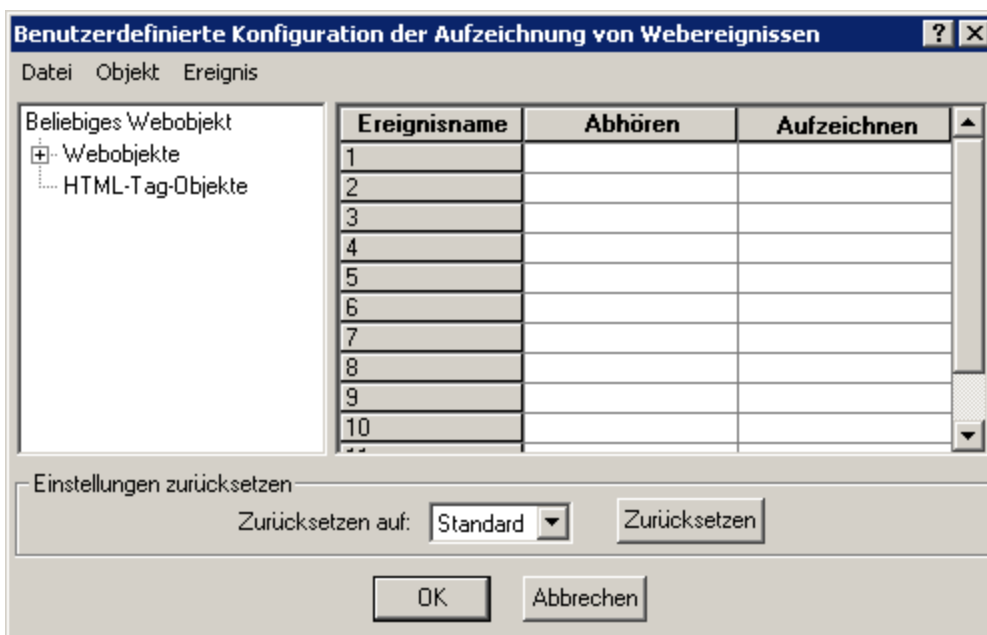 Benutzerdefinierte Konfiguration der Aufzeichnung von Webereignissen
Datei Objekt Ereignis
Beliebiges Webobjekt
Webobjekte
HTML-Tag-Objekte
Ereignisname Abhören Aufzeichnen
1
2
3
4
5
6
7
8
9
10
Einstellungen zurücksetzen
Zurücksetzen auf: Standard Zurücksetzen
OK Abbrechen